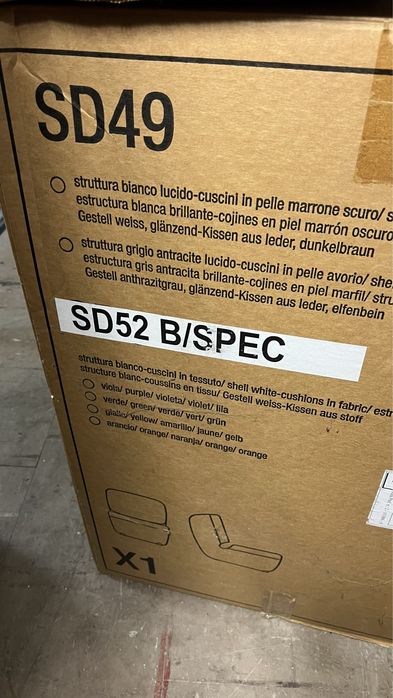 SD49
struttura bianco lucido-cuscini in pelle marrone scuro/
estructura blanca brillante-cojines en piel marrón oscuro
Gestell weiss, glänzend-Kissen aus leder, dunkelbraun
struttura grigio antracite lucido-cuscini in pelle avorio/ she
estructura gris antracita brillante-cojines en piel marfil/ stru
Gestell anthrazitgrau, glänzend-Kissen aus leder, elfenbein
SD52 B/SPEC
struttura bianco-cuscini in tessuto/ shell white-cushions in fabric/ estr
structure blanc-coussins en tissu/ Gestell weiss-Kissen aus stoff
viola/ purple/ violeta/ violet/ lila
verde/ green/ verde/ vert/ grün
giallo/ yellow/ amarillo/ jaune/ gelb
arancio/ orange/ naranja/ orange/ orange
X1